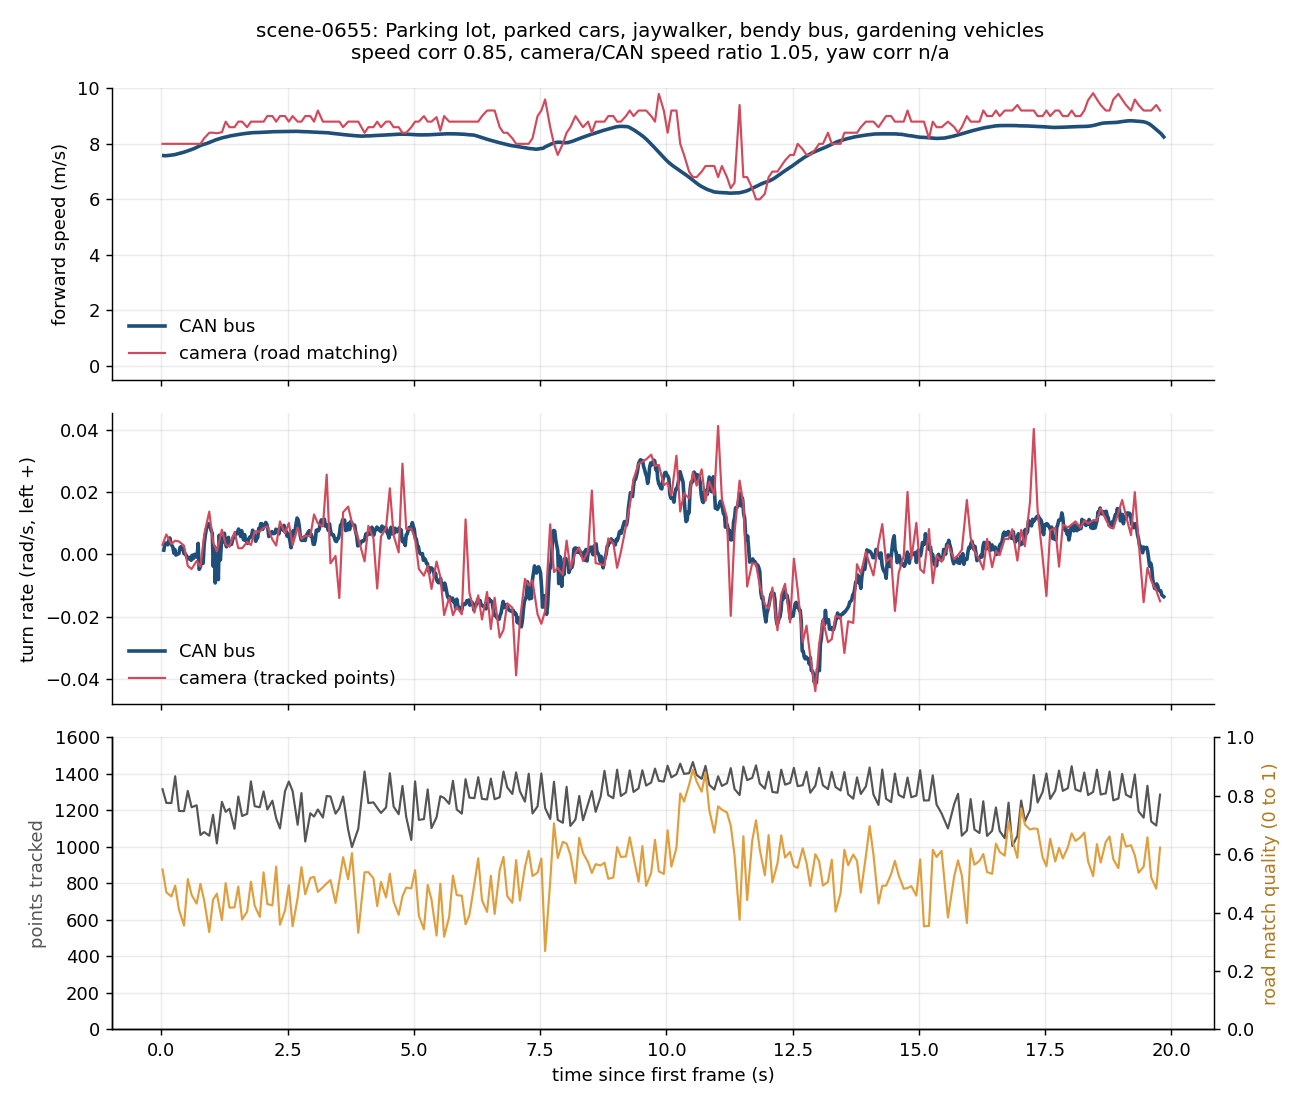 scene-0655: Parking lot, parked cars, jaywalker, bendy bus, gardening vehicles
speed corr 0.85, camera/CAN speed ratio 1.05, yaw corr n/a
forward speed (m/s)
10
8
6
4
2
0
CAN bus
camera (road matching)
turn rate (rad/s, left +)
0.04
0.02
0.00
−0.02
−0.04
CAN bus
camera (tracked points)
points tracked
1600
1400
1200
1000
800
600
400
200
0
1.0
0.8
0.6
0.4
0.2
0.0
road match quality (0 to 1)
0.0 2.5 5.0 7.5 10.0 12.5 15.0 17.5 20.0
time since first frame (s)